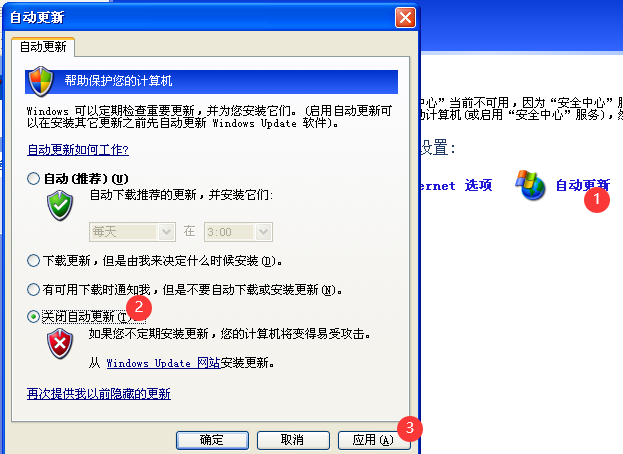 自动更新
自动更新
帮助保护您的计算机
Windows 可以定期检查重要更新，并为您安装它们。(启用自动更新可
以在安装其它更新之前先自动更新 Windows Update 软件)。
自动更新如何工作?
自动(推荐)(U)
自动下载推荐的更新，并安装它们:
每天 在 3:00
下载更新，但是由我来决定什么时候安装(D)。
有可用下载时通知我，但是不要自动下载或安装更新(N)。
关闭自动更新(T)。
2
如果您不定期安装更新，您的计算机将变得易受攻击。
从 Windows Update 网站安装更新。
再次提供我以前隐藏的更新
确定 取消 应用(A)
3
心”当前不可用，因为“安全中心”
计算机(或启用“安全中心”服务)，
设置:
ernet 选项 自动更新
1